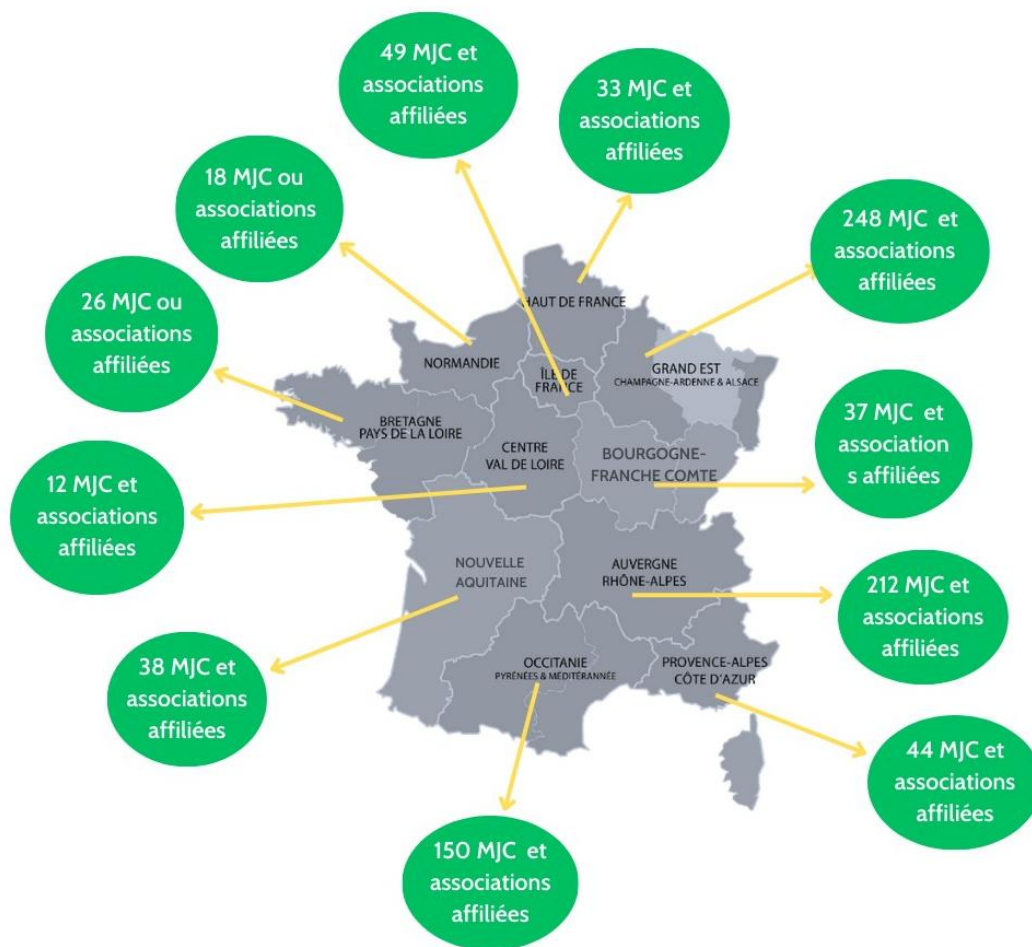 49 MJC et
associations
affiliées
33 MJC et
associations
affiliées
18 MJC ou
associations
affiliées
248 MJC et
associations
affiliées
26 MJC ou
associations
affiliées
HAUT DE FRANCE
NORMANDIE
ÎLE DE
FRANCE
GRAND EST
CHAMPAGNE-ARDENNE & ALSACE
37 MJC et
association
s affiliées
BRETAGNE
PAYS DE LA LOIRE
CENTRE
VAL DE LOIRE
BOURGOGNE-
FRANCHE COMTE
12 MJC et
associations
affiliées
NOUVELLE
AQUITAINE
AUVERGNE
RHÔNE-ALPES
212 MJC et
associations
affiliées
38 MJC et
associations
affiliées
OCCITANIE
PYRÉNÉES & MÉDITÉRANNÉE
PROVENCE-ALPES
CÔTE D'AZUR
44 MJC et
associations
affiliées
150 MJC et
associations
affiliées